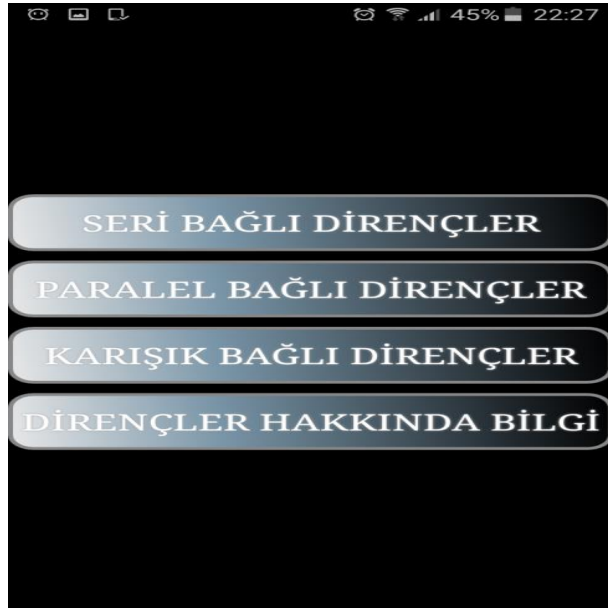 45% 22:27
SERİ BAĞLI DİRENÇLER
PARALEL BAĞLI DİRENÇLER
KARIŞIK BAĞLI DİRENÇLER
DİRENÇLER HAKKINDA BİLGİ